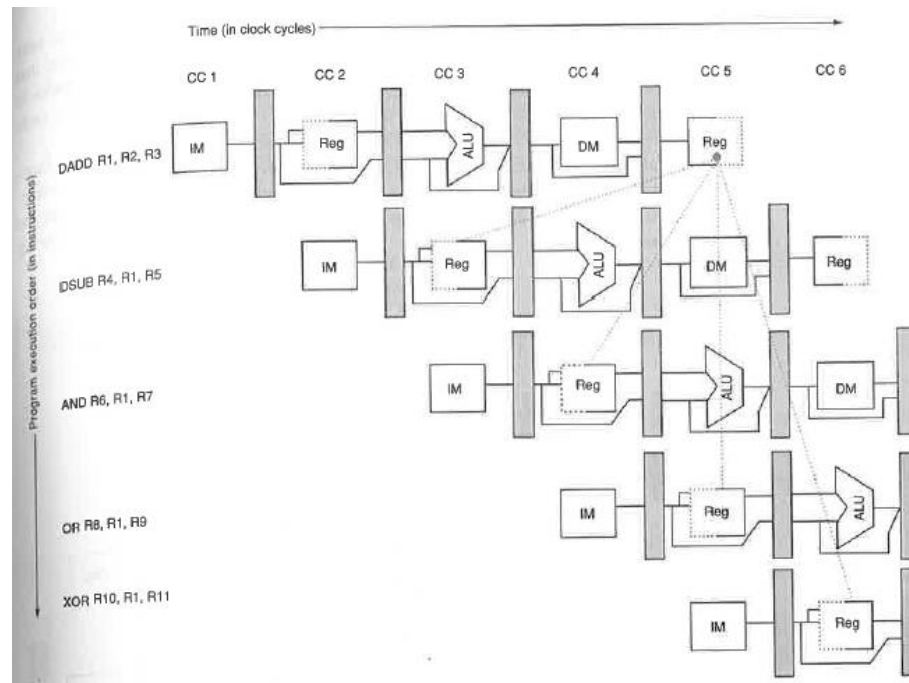 Time (in clock cycles)
CC 1 CC 2 CC 3 CC 4 CC 5 CC 6
Program execution order (in instructions)
DADD R1, R2, R3 IM Reg ALU DM Reg
DSUB R4, R1, R5 IM Reg ALU DM Reg
AND R6, R1, R7 IM Reg ALU DM
OR R8, R1, R9 IM Reg ALU
XOR R10, R1, R11 IM Reg